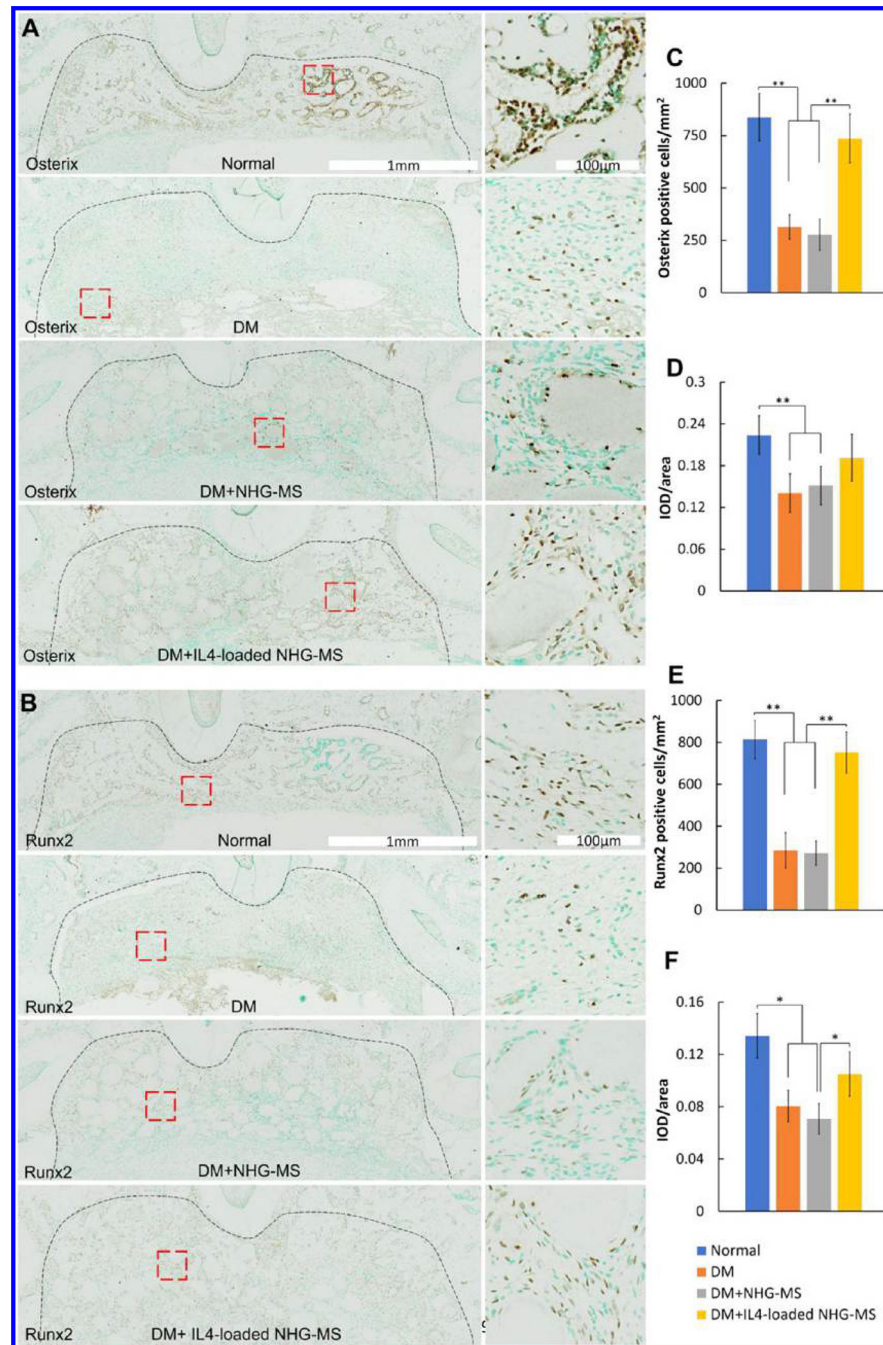 A
Osterix
Normal
1mm
100μm
Osterix
DM
Osterix
DM+NHG-MS
Osterix
DM+IL4-loaded NHG-MS
B
Runx2
Normal
1mm
100μm
Runx2
DM
Runx2
DM+NHG-MS
Runx2
DM+ IL4-loaded NHG-MS
C
Osterix positive cells/mm²
1000
750
500
250
0
**
**
D
IOD/area
0.3
0.24
0.18
0.12
0.06
0
**
E
Runx2 positive cells/mm²
1000
800
600
400
200
0
**
**
F
IOD/area
0.16
0.12
0.08
0.04
0
*
*
Normal
DM
DM+NHG-MS
DM+IL4-loaded NHG-MS